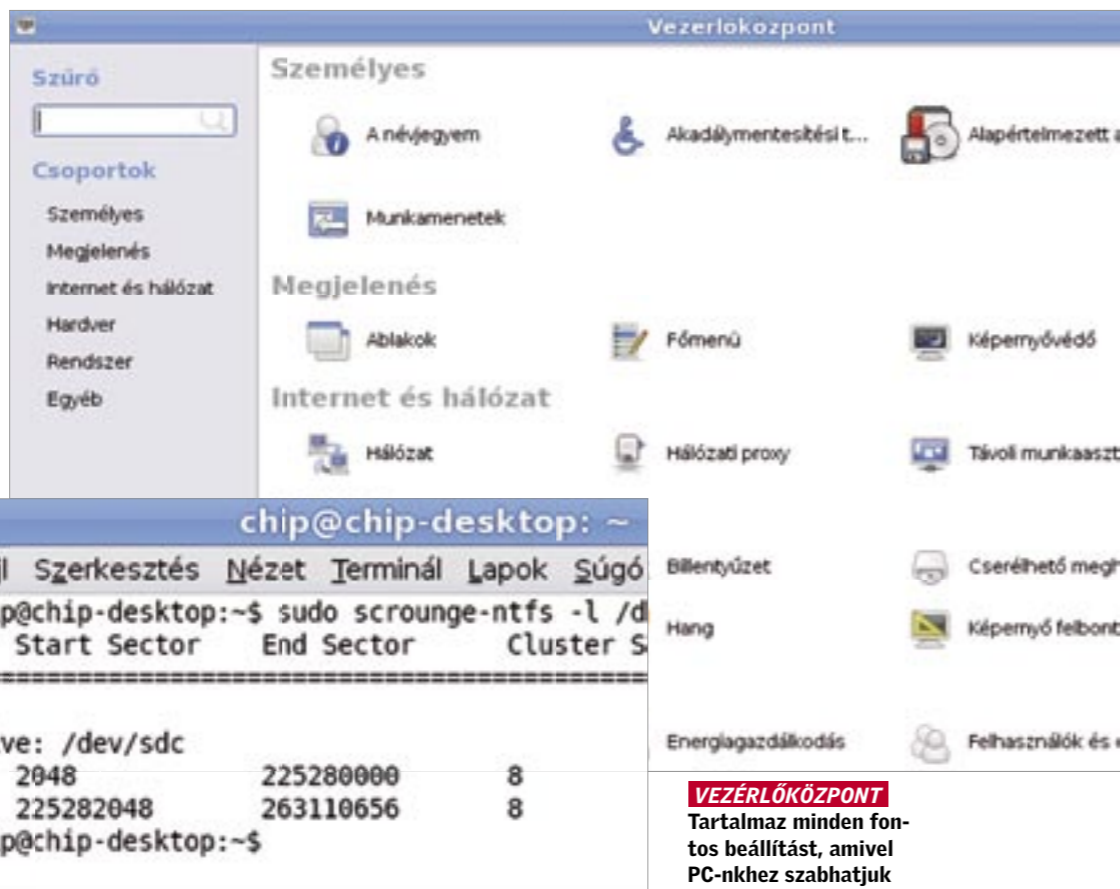 Vezérlőközpont
Szűrő
Csoportok
Személyes
Megjelenés
Internet és hálózat
Hardver
Rendszer
Egyéb
Személyes
A névjegyem
Akadálymentesítési t...
Alapértelmezett a
Munkamenetek
Megjelenés
Ablakok
Főmenü
Képernyővédő
Internet és hálózat
Hálózat
Hálózati proxy
Távoli munkaaszt
Billentyűzet
Cserélhető megh
Hang
Képernyő felbont
Energiagazdálkodás
Felhasználók és
chip@chip-desktop: ~
jl Szerkesztés Nézet Terminál Lapok Súgó
p@chip-desktop:~$ sudo scrounge-ntfs -l /d
Start Sector End Sector Cluster S
================================================
ve: /dev/sdc
2048 225280000 8
225282048 263110656 8
p@chip-desktop:~$
VEZÉRLŐKÖZPONT
Tartalmaz minden fon-
tos beállítást, amivel
PC-nkhez szabhatjuk